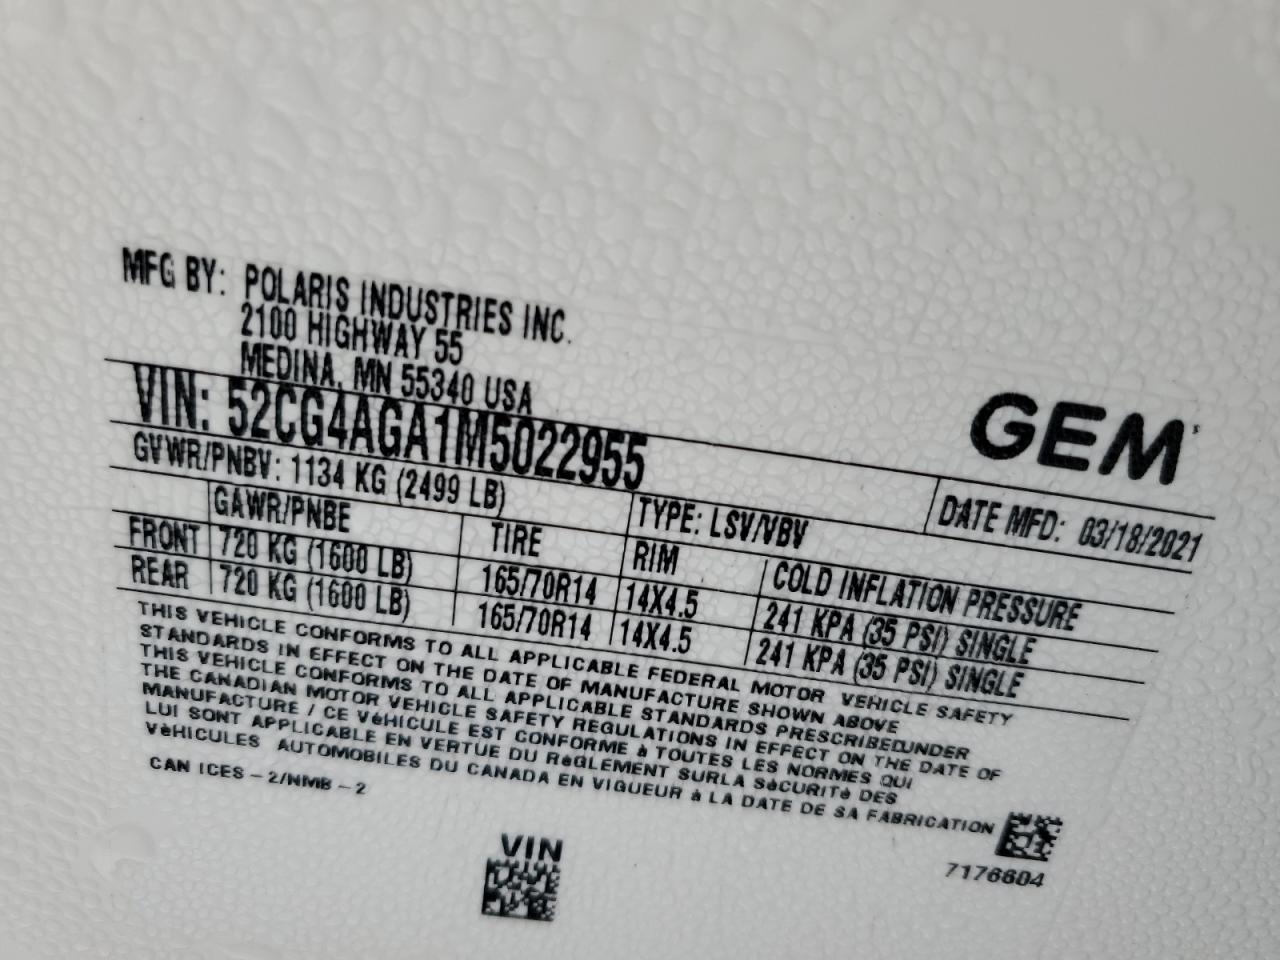 MFG BY: POLARIS INDUSTRIES INC.
2100 HIGHWAY 55
MEDINA, MN 55340 USA
GEM
VIN: 52CG4AGA1M5022955
DATE MFD: 03/18/2021
GVWR/PNBV: 1134 KG (2499 LB)
TYPE: LSV/VBV
GAWR/PNBE TIRE RIM COLD INFLATION PRESSURE
FRONT 720 KG (1600 LB) 165/70R14 14X4.5 241 KPA (35 PSI) SINGLE
REAR 720 KG (1600 LB) 165/70R14 14X4.5 241 KPA (35 PSI) SINGLE
THIS VEHICLE CONFORMS TO ALL APPLICABLE FEDERAL MOTOR VEHICLE SAFETY
STANDARDS IN EFFECT ON THE DATE OF MANUFACTURE SHOWN ABOVE
THIS VEHICLE CONFORMS TO ALL APPLICABLE STANDARDS PRESCRIBEDUNDER
THE CANADIAN MOTOR VEHICLE SAFETY REGULATIONS IN EFFECT ON THE DATE OF
MANUFACTURE / CE VéHICULE EST CONFORME à TOUTES LES NORMES QUI
LUI SONT APPLICABLE EN VERTUE DU RèGLEMENT SURLA SéCURITé DES
VéHICULES AUTOMOBILES DU CANADA EN VIGUEUR à LA DATE DE SA FABRICATION
CAN ICES - 2/NMB - 2
7176604
VIN